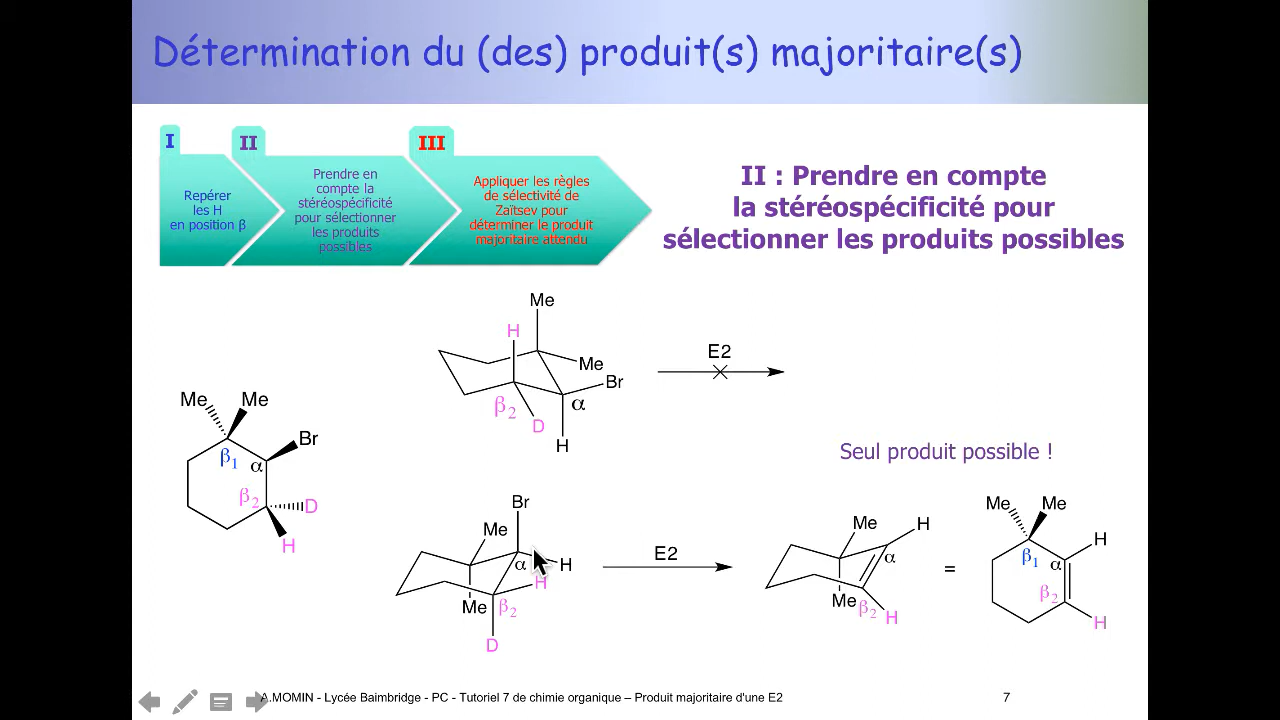 Détermination du (des) produit(s) majoritaire(s)
I
II
III
Repérer
les H
en position β
Prendre en
compte la
stéréospécificité
pour sélectionner
les produits
possibles
Appliquer les règles
de sélectivité de
Zaïtsev pour
déterminer le produit
majoritaire attendu
II : Prendre en compte
la stéréospécificité pour
sélectionner les produits possibles
Me
H
Me
Br
β2
α
D
H
E2
Me Me
Br
β1
α
β2
D
H
Seul produit possible !
Br
Me
H
α
H
Me
β2
D
E2
Me
H
α
Me
β2
H
=
Me Me
H
β1
α
β2
H
A.MOMIN - Lycée Baimbridge - PC - Tutoriel 7 de chimie organique – Produit majoritaire d'une E2
7